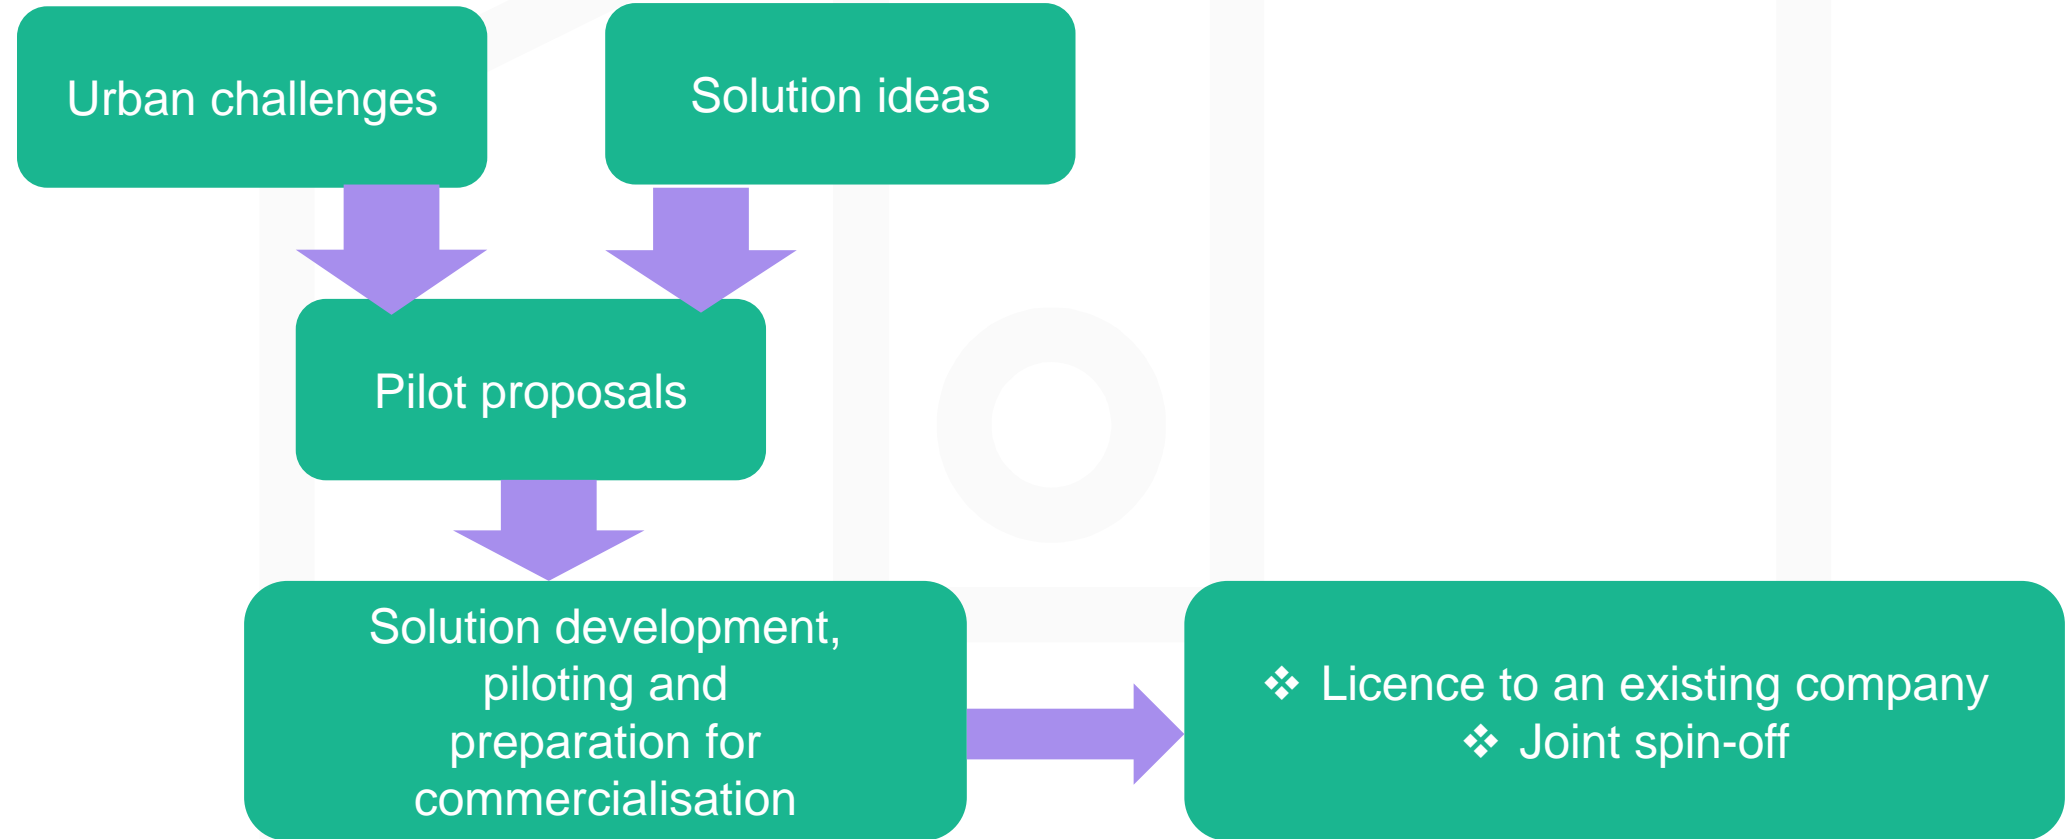 Urban challenges
Solution ideas
Pilot proposals
Solution development,
piloting and
preparation for
commercialisation
❖ Licence to an existing company
❖ Joint spin-off